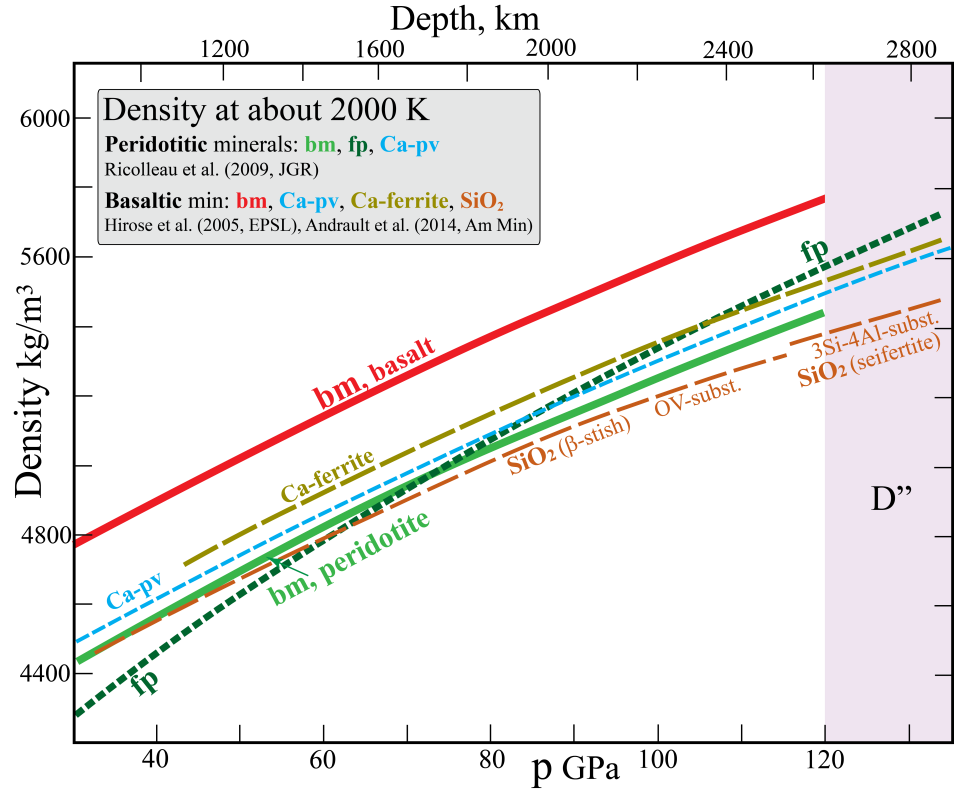 Depth, km
1200 1600 2000 2400 2800
Density at about 2000 K
Peridotitic minerals: bm, fp, Ca-pv
Ricolleau et al. (2009, JGR)
Basaltic min: bm, Ca-pv, Ca-ferrite, SiO₂
Hirose et al. (2005, EPSL), Andrault et al. (2014, Am Min)
6000
5600
4800
4400
Density kg/m³
bm, basalt
fp
Ca-ferrite
3Si-4Al-subst.
SiO₂ (seifertite)
OV-subst.
SiO₂ (β-stish)
D”
bm, peridotite
Ca-pv
fp
40 60 80 100 120
p GPa